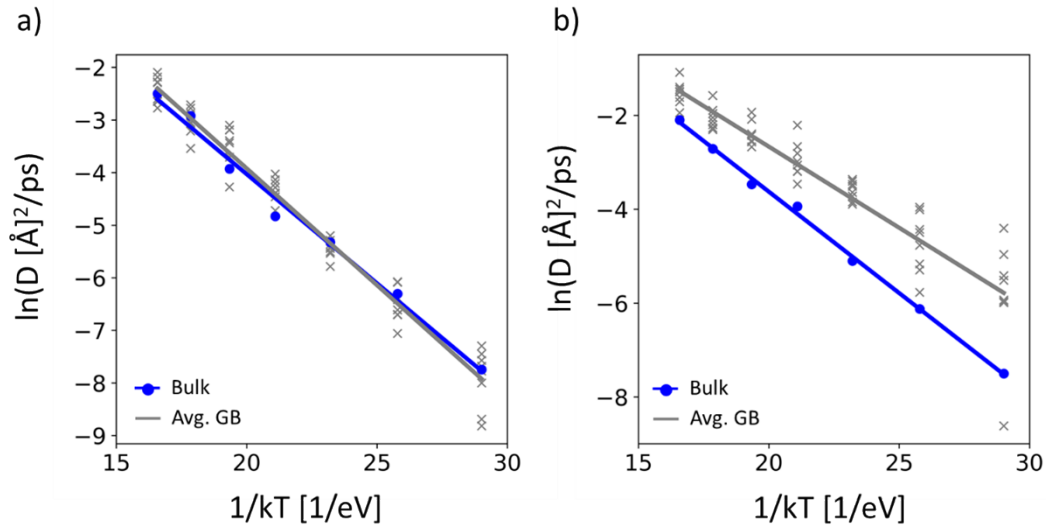 a)
−2
−3
−4
−5
−6
−7
−8
−9
ln(D [Å]²/ps)
Bulk
Avg. GB
15 20 25 30
1/kT [1/eV]
b)
−2
−4
−6
−8
ln(D [Å]²/ps)
Bulk
Avg. GB
15 20 25 30
1/kT [1/eV]